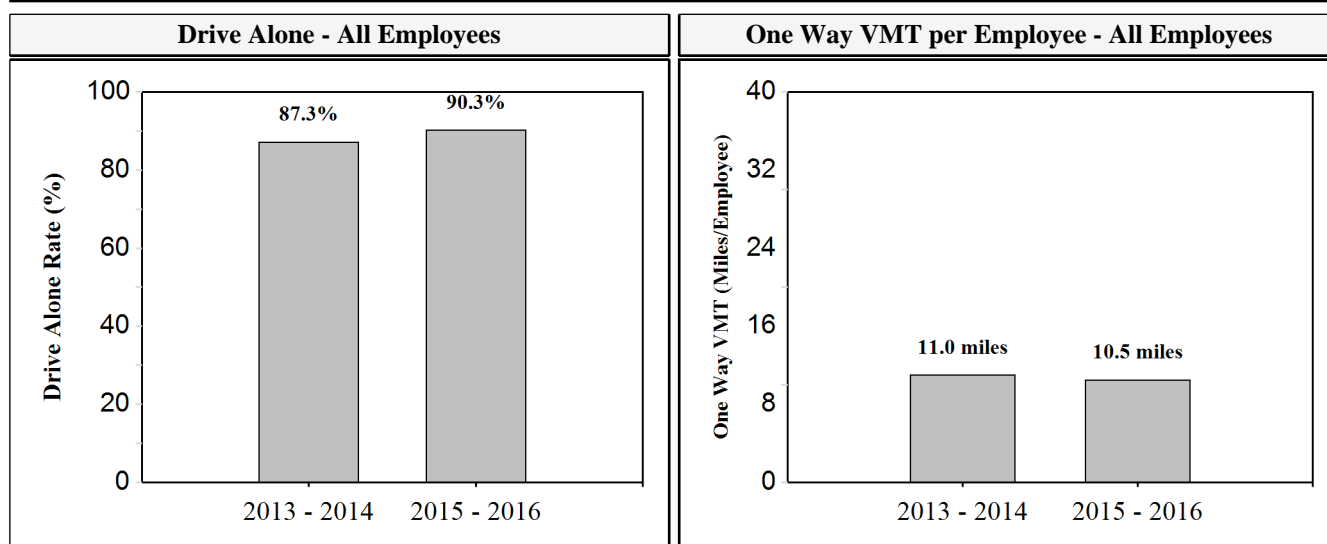 Drive Alone - All Employees
Drive Alone Rate (%)
100
80
60
40
20
0
87.3%
90.3%
2013 - 2014
2015 - 2016
One Way VMT per Employee - All Employees
One Way VMT (Miles/Employee)
40
32
24
16
8
0
11.0 miles
10.5 miles
2013 - 2014
2015 - 2016